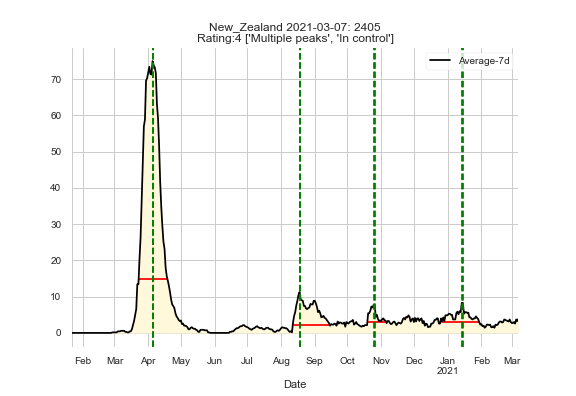 New_Zealand 2021-03-07: 2405
Rating:4 ['Multiple peaks', 'In control']
Average-7d
70
60
50
40
30
20
10
0
Feb Mar Apr May Jun Jul Aug Sep Oct Nov Dec Jan Feb Mar
2021
Date